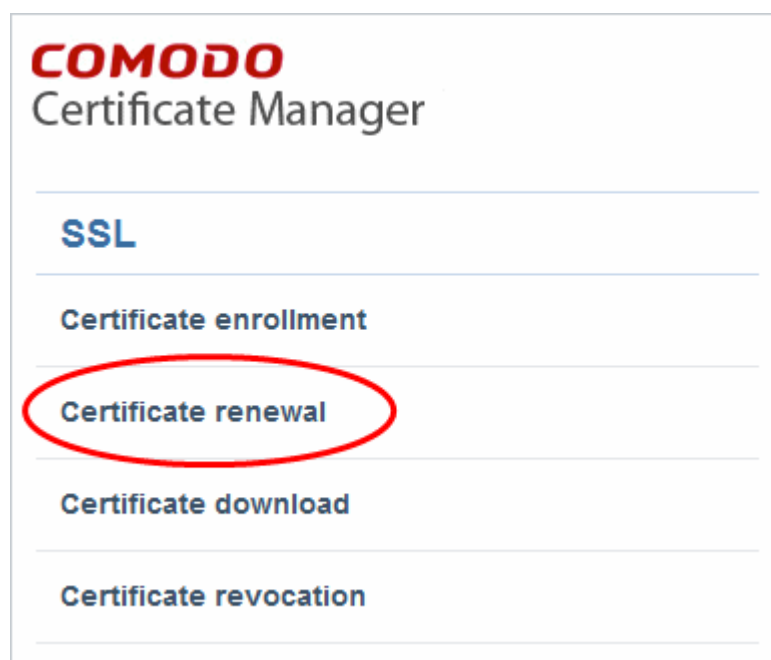 COMODO
Certificate Manager
SSL
Certificate enrollment
Certificate renewal
Certificate download
Certificate revocation